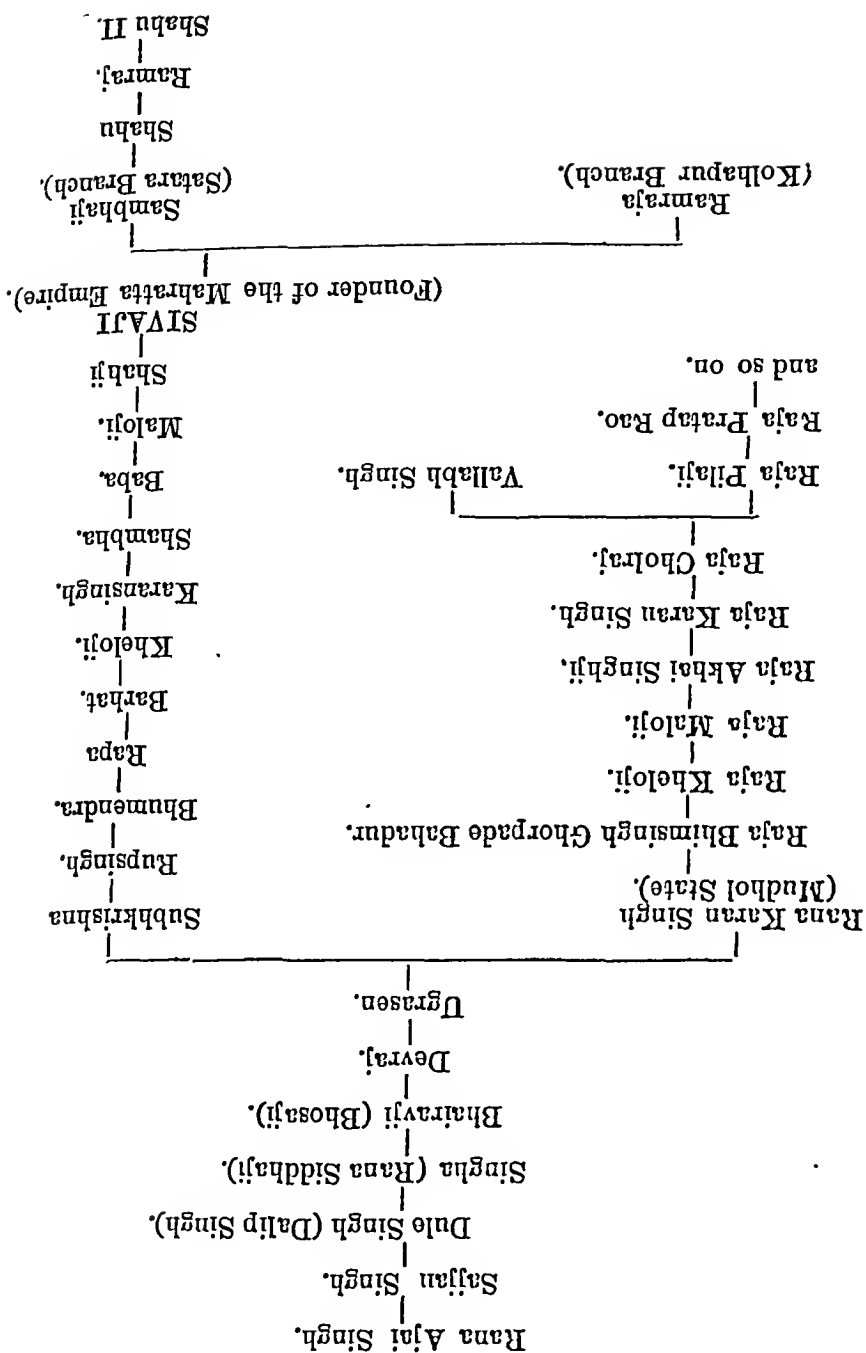 Rana Ajai Singh.
Sajjan Singh.
Dule Singh (Dalip Singh).
Singha (Rana Siddhaji).
Bhairavji (Bhosaji).
Devraj.
Ugrasen.
Rana Karan Singh
(Mudhol State).
Raja Bhimsingh Ghorpade Bahadur.
Raja Kheloji.
Raja Maloji.
Raja Akhai Singhji.
Raja Karan Singh.
Raja Cholraj.
Raja Pilaji.
Vallabh Singh.
Raja Pratap Rao.
and so on.
Subhkrishna
Rupsingh.
Bhumendra.
Rapa
Barhat.
Kheloji.
Karansingh.
Shambha.
Baba.
Maloji.
Shahji
SIVAJI
(Founder of the Mahratta Empire).
Ramraja
(Kolhapur Branch).
Sambhaji
(Satara Branch).
Shahu
Ramraj.
Shahu II.